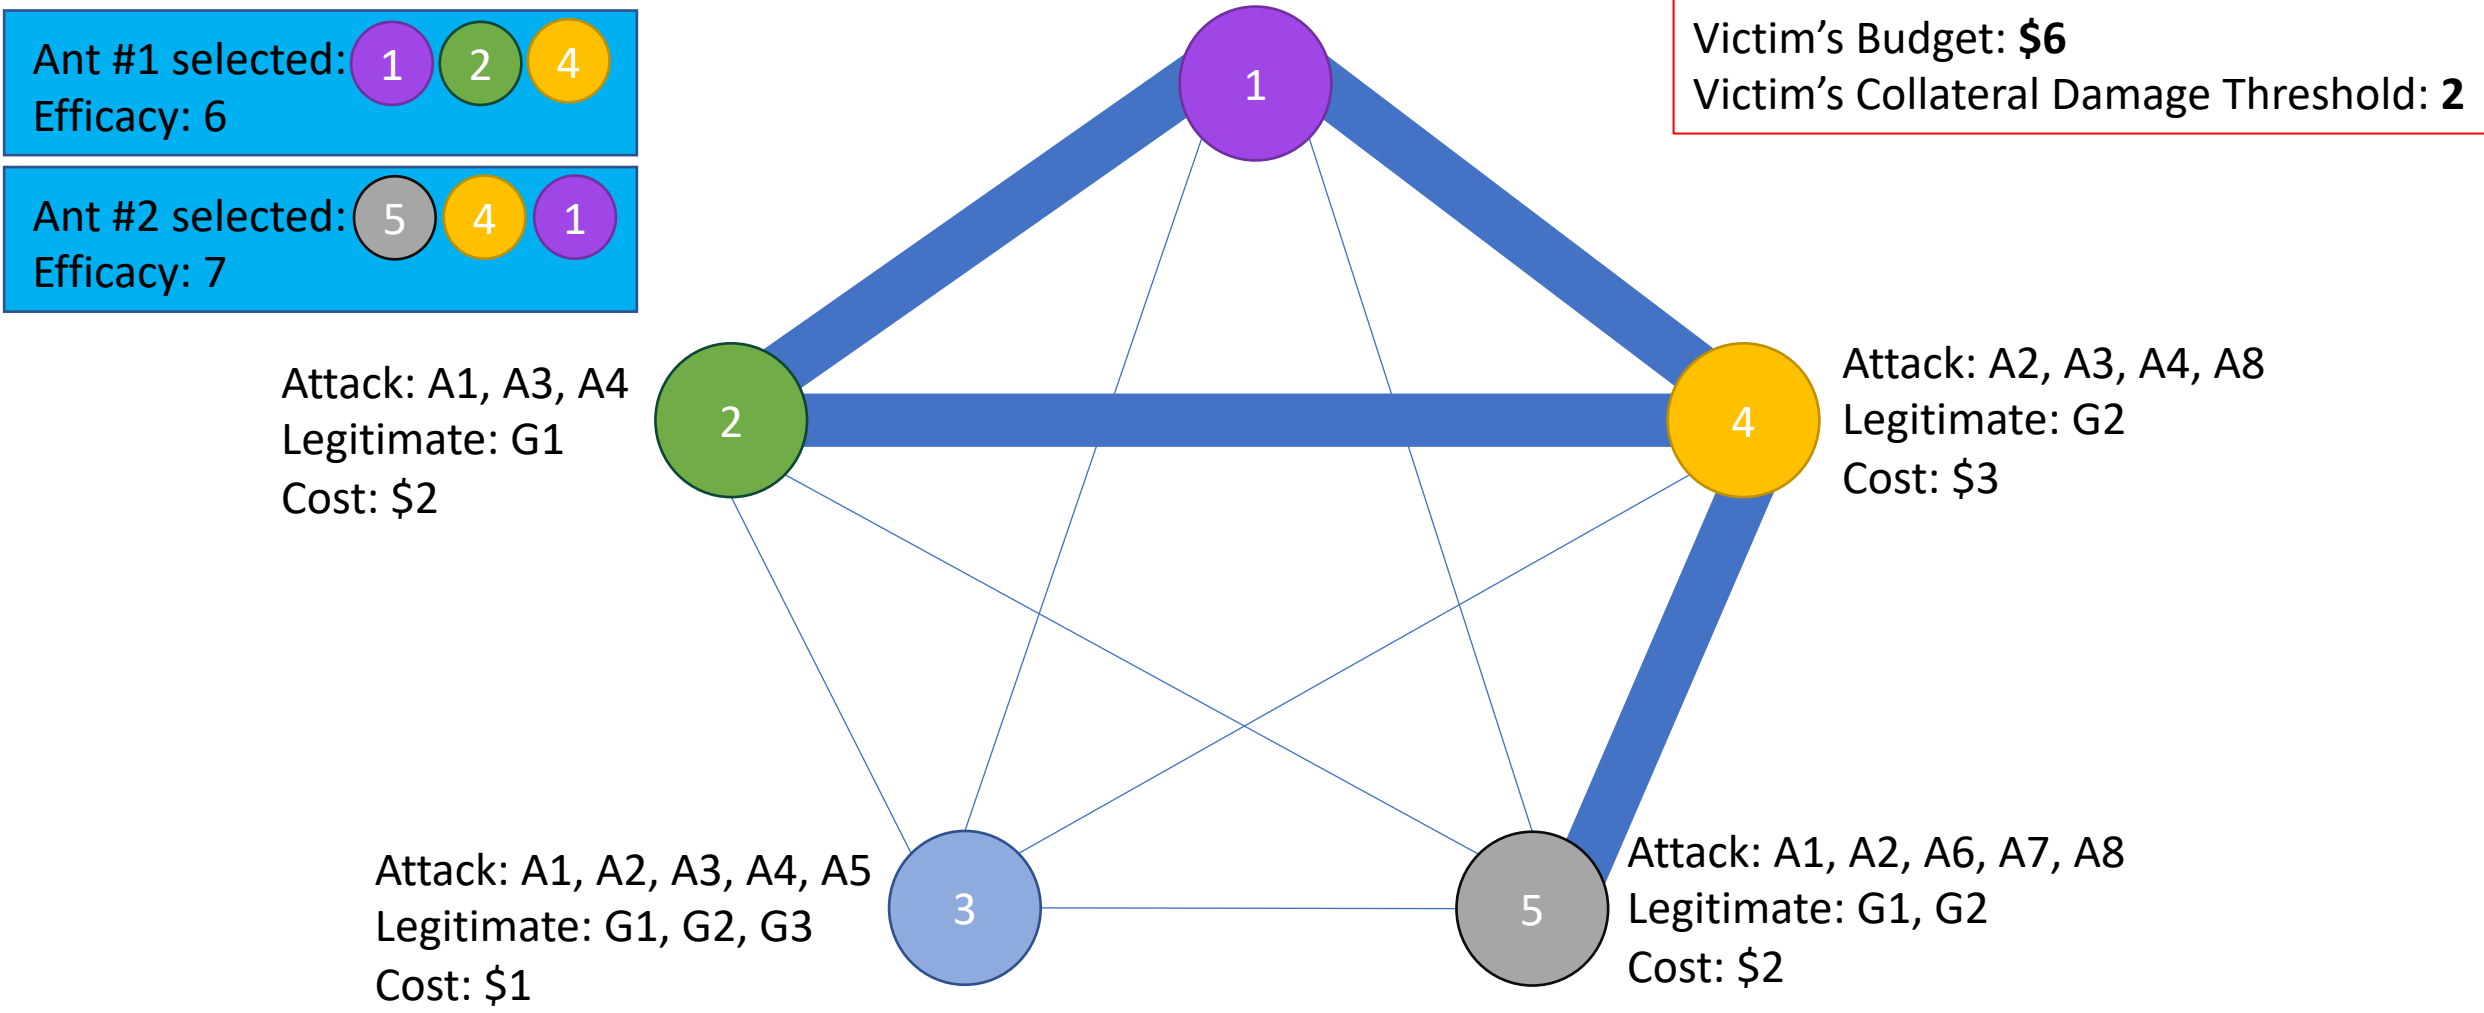 Ant #1 selected: 1 2 4
Efficacy: 6
Ant #2 selected: 5 4 1
Efficacy: 7
Victim's Budget: $6
Victim's Collateral Damage Threshold: 2
1
Attack: A1, A3, A4
Legitimate: G1
Cost: $2
2
4
Attack: A2, A3, A4, A8
Legitimate: G2
Cost: $3
Attack: A1, A2, A3, A4, A5
Legitimate: G1, G2, G3
Cost: $1
3
5
Attack: A1, A2, A6, A7, A8
Legitimate: G1, G2
Cost: $2